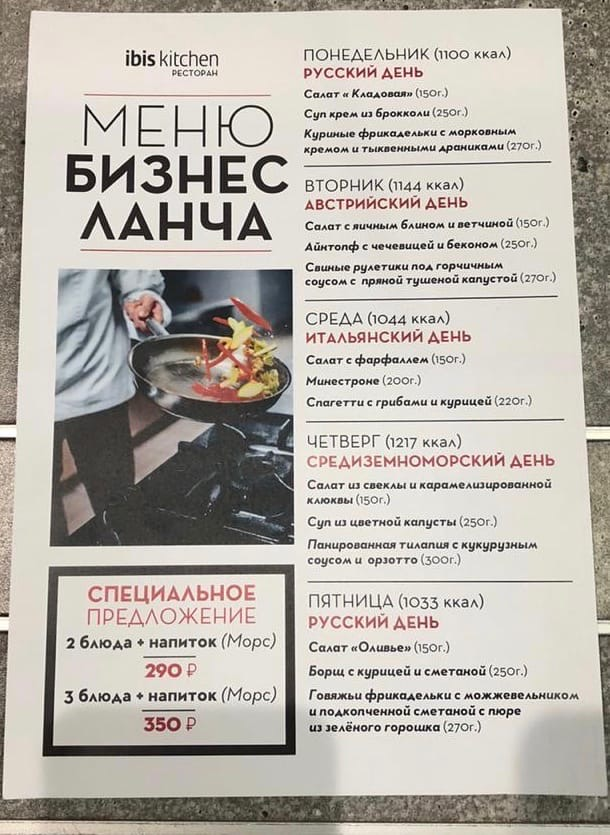 ibis kitchen
РЕСТОРАН
МЕНЮ
БИЗНЕС
ЛАНЧА
СПЕЦИАЛЬНОЕ
ПРЕДЛОЖЕНИЕ
2 блюда + напиток (Морс)
290 ₽
3 блюда + напиток (Морс)
350 ₽
ПОНЕДЕЛЬНИК (1100 ккал)
РУССКИЙ ДЕНЬ
Салат « Кладовая» (150г.)
Суп крем из брокколи (250г.)
Куриные фрикадельки с морковным
кремом и тыквенными драниками (270г.)
ВТОРНИК (1144 ккал)
АВСТРИЙСКИЙ ДЕНЬ
Салат с яичным блином и ветчиной (150г.)
Айнтопф с чечевицей и беконом (250г.)
Свиные рулетики под горчичным
соусом с пряной тушеной капустой (270г.)
СРЕДА (1044 ккал)
ИТАЛЬЯНСКИЙ ДЕНЬ
Салат с фарфаллем (150г.)
Минестроне (200г.)
Спагетти с грибами и курицей (220г.)
ЧЕТВЕРГ (1217 ккал)
СРЕДИЗЕМНОМОРСКИЙ ДЕНЬ
Салат из свеклы и карамелизированной
клюквы (150г.)
Суп из цветной капусты (250г.)
Панированная тилапия с кукурузным
соусом и орзотто (300г.)
ПЯТНИЦА (1033 ккал)
РУССКИЙ ДЕНЬ
Салат «Оливье» (150г.)
Борщ с курицей и сметаной (250г.)
Говяжьи фрикадельки с можжевельником
и подкопченной сметаной с пюре
из зелёного горошка (270г.)